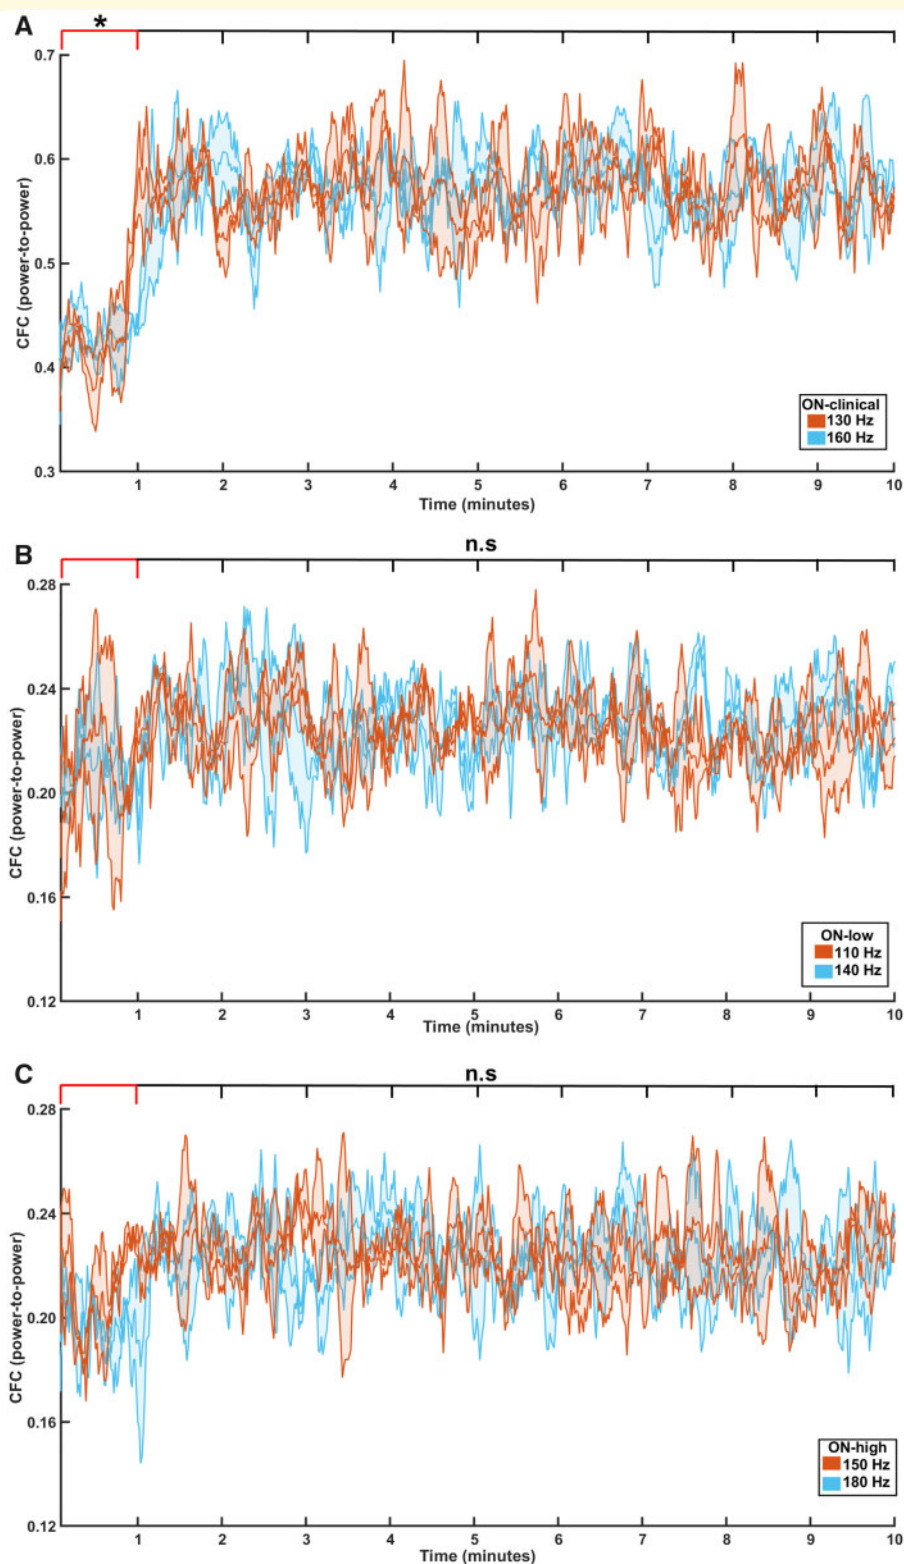 A
*
0.7
0.6
0.5
0.4
0.3
CFC (power-to-power)
ON-clinical
130 Hz
160 Hz
1 2 3 4 5 6 7 8 9 10
Time (minutes)
B
n.s
0.28
0.24
0.20
0.16
0.12
CFC (power-to-power)
ON-low
110 Hz
140 Hz
1 2 3 4 5 6 7 8 9 10
Time (minutes)
C
n.s
0.28
0.24
0.20
0.16
0.12
CFC (power-to-power)
ON-high
150 Hz
180 Hz
1 2 3 4 5 6 7 8 9 10
Time (minutes)